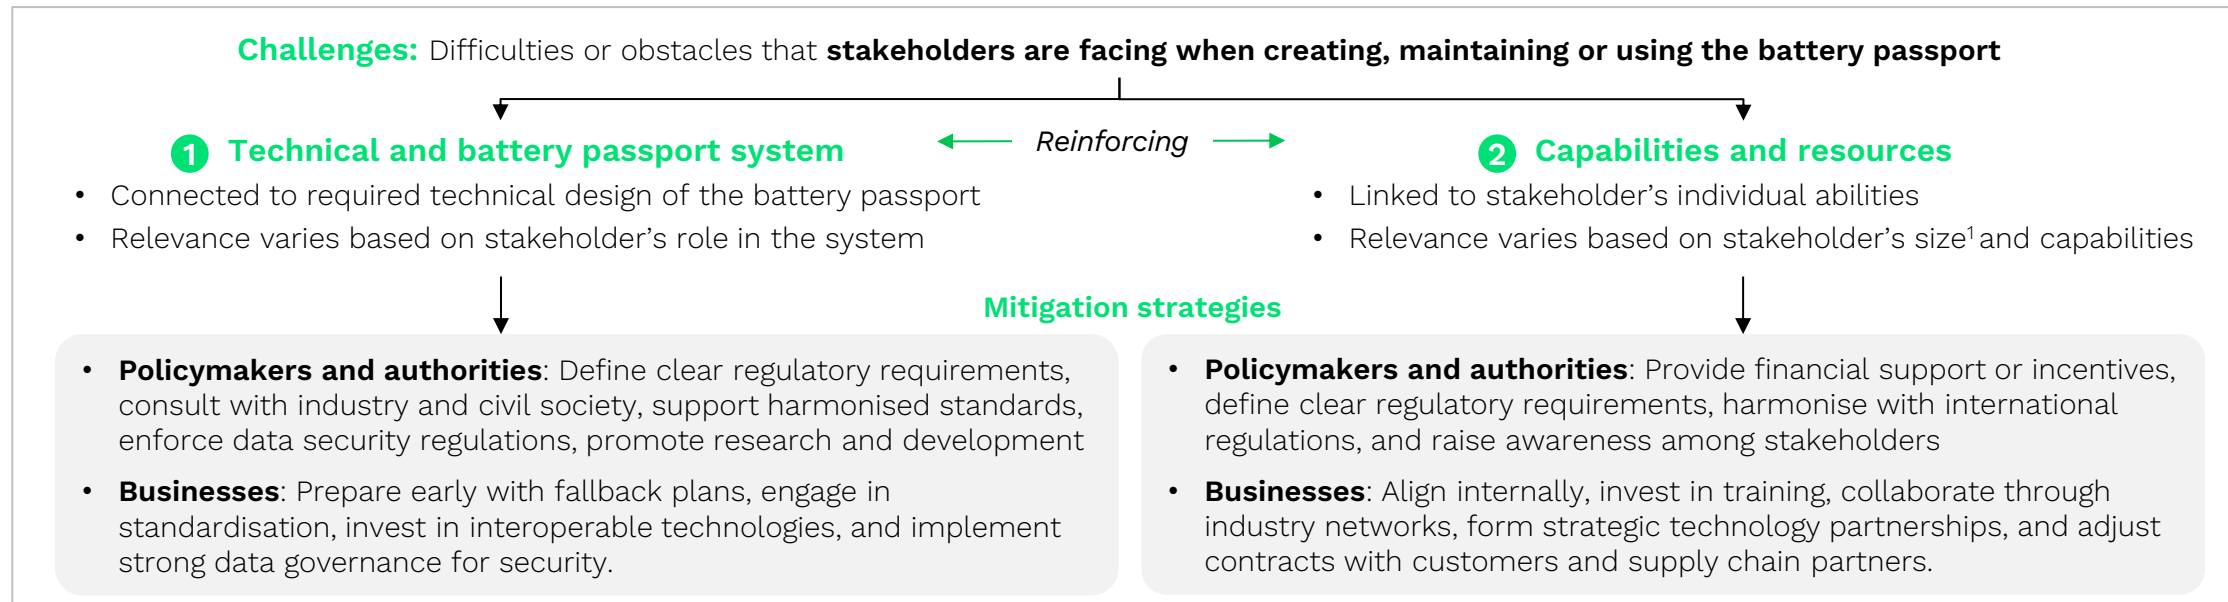 Challenges: Difficulties or obstacles that stakeholders are facing when creating, maintaining or using the battery passport
1 Technical and battery passport system
Reinforcing
2 Capabilities and resources
• Connected to required technical design of the battery passport
• Relevance varies based on stakeholder’s role in the system
• Linked to stakeholder’s individual abilities
• Relevance varies based on stakeholder’s size¹ and capabilities
Mitigation strategies
• Policymakers and authorities: Define clear regulatory requirements,
consult with industry and civil society, support harmonised standards,
enforce data security regulations, promote research and development
• Businesses: Prepare early with fallback plans, engage in
standardisation, invest in interoperable technologies, and implement
strong data governance for security.
• Policymakers and authorities: Provide financial support or incentives,
define clear regulatory requirements, harmonise with international
regulations, and raise awareness among stakeholders
• Businesses: Align internally, invest in training, collaborate through
industry networks, form strategic technology partnerships, and adjust
contracts with customers and supply chain partners.